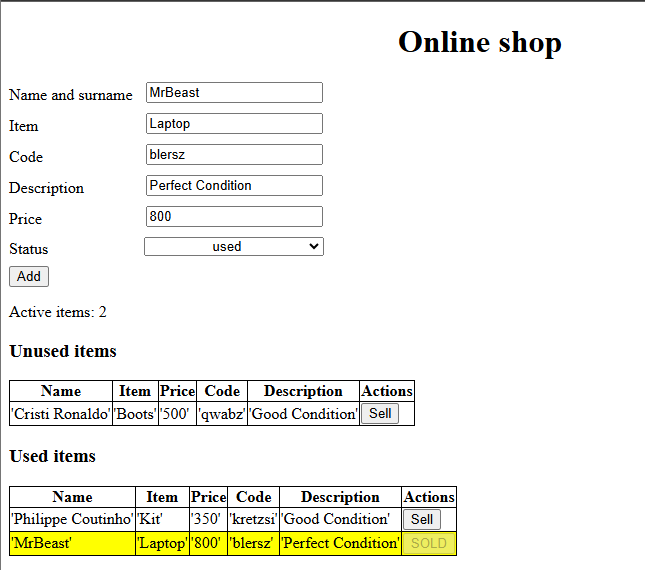 Online shop
Name and surname MrBeast
Item Laptop
Code blersz
Description Perfect Condition
Price 800
Status used
Add
Active items: 2
Unused items
Name Item Price Code Description Actions
'Cristi Ronaldo' 'Boots' '500' 'qwabz' 'Good Condition' Sell
Used items
Name Item Price Code Description Actions
'Philippe Coutinho' 'Kit' '350' 'kretzsi' 'Good Condition' Sell
'MrBeast' 'Laptop' '800' 'blersz' 'Perfect Condition' SOLD